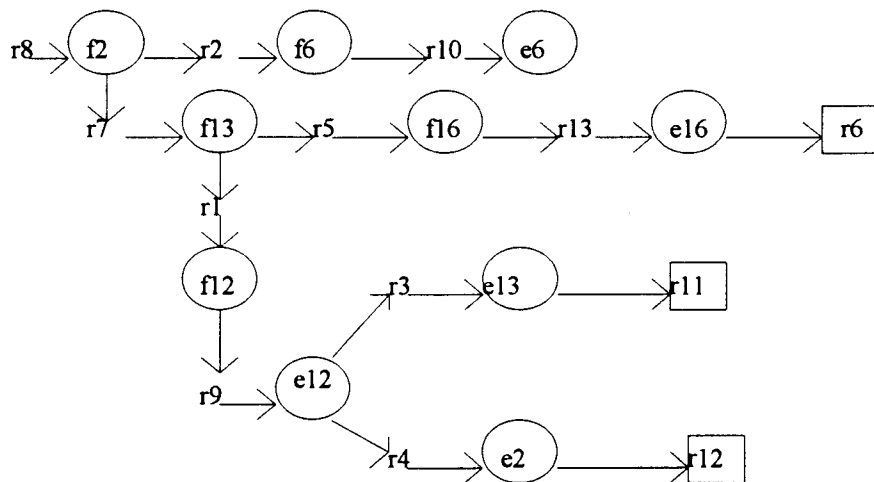 r8 f2 r2 f6 r10 e6
r7 f13 r5 f16 r13 e16 r6
r1
f12 r3 e13 r11
r9 e12
r4 e2 r12